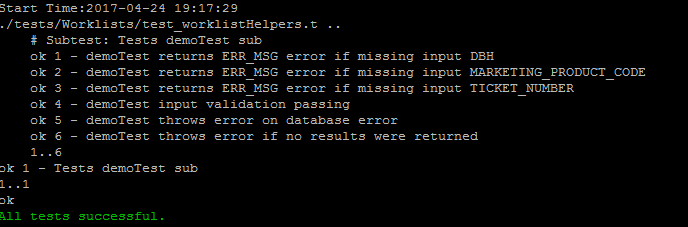 Start Time:2017-04-24 19:17:29
./tests/Worklists/test_worklistHelpers.t ..
    # Subtest: Tests demoTest sub
    ok 1 - demoTest returns ERR_MSG error if missing input DBH
    ok 2 - demoTest returns ERR_MSG error if missing input MARKETING_PRODUCT_CODE
    ok 3 - demoTest returns ERR_MSG error if missing input TICKET_NUMBER
    ok 4 - demoTest input validation passing
    ok 5 - demoTest throws error on database error
    ok 6 - demoTest throws error if no results were returned
    1..6
ok 1 - Tests demoTest sub
1..1
ok
All tests successful.